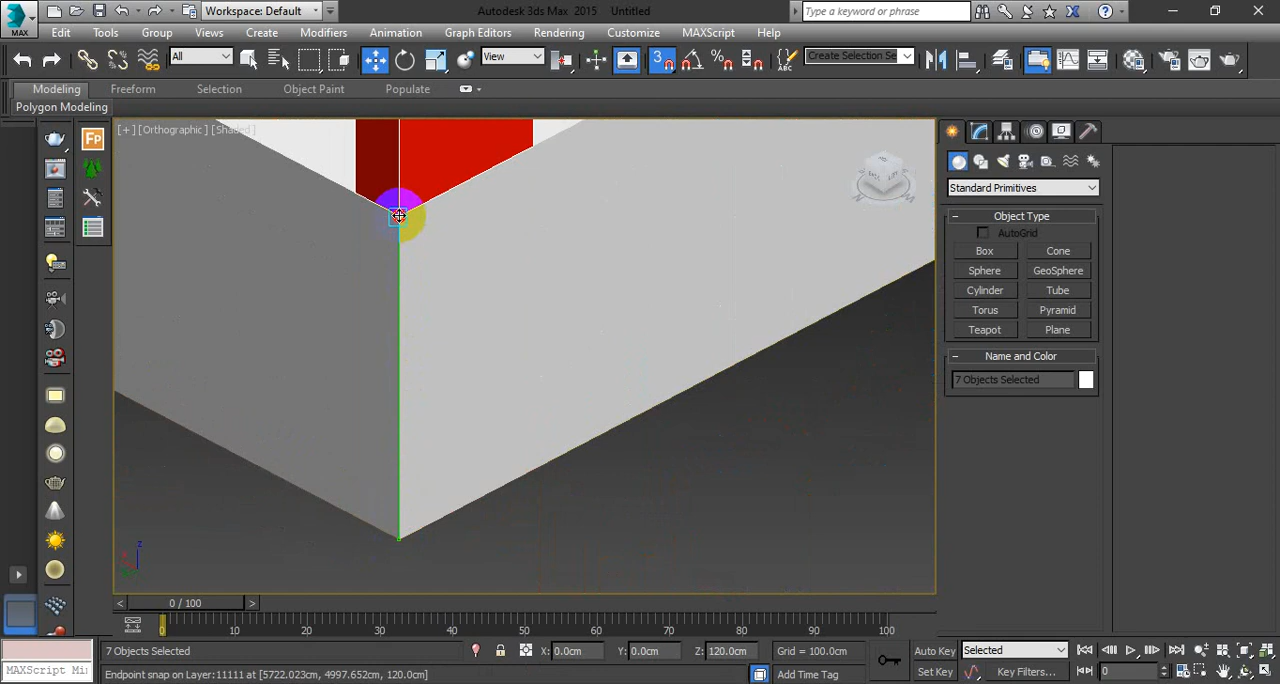 Workspace: Default
Autodesk 3ds Max 2015 Untitled
Type a keyword or phrase
MAX
Edit Tools Group Views Create Modifiers Animation Graph Editors Rendering Customize MAXScript Help
All
View
3
Create Selection Se
Modeling Freeform Selection Object Paint Populate
Polygon Modeling
[+] [Orthographic] [Shaded]
Fp
Standard Primitives
Object Type
AutoGrid
Box Cone
Sphere GeoSphere
Cylinder Tube
Torus Pyramid
Teapot Plane
Name and Color
7 Objects Selected
z
0 / 100
0 10 20 30 40 50 60 70 80 90 100
7 Objects Selected
X: 0.0cm Y: 0.0cm Z: 120.0cm Grid = 100.0cm
Auto Key Selected
MAXScript Mi
Endpoint snap on Layer:11111 at [5722.023cm, 4997.652cm, 120.0cm]
Add Time Tag
Set Key Key Filters... 0